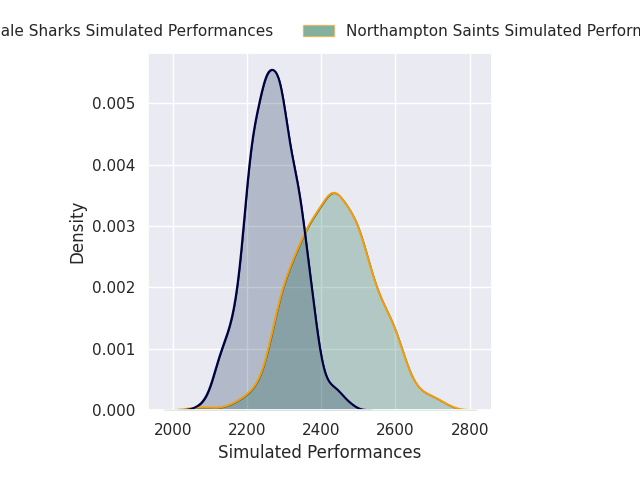 ale Sharks Simulated Performances
Northampton Saints Simulated Perforn
0.005
0.004
0.003
0.002
0.001
0.000
Density
2000 2200 2400 2600 2800
Simulated Performances